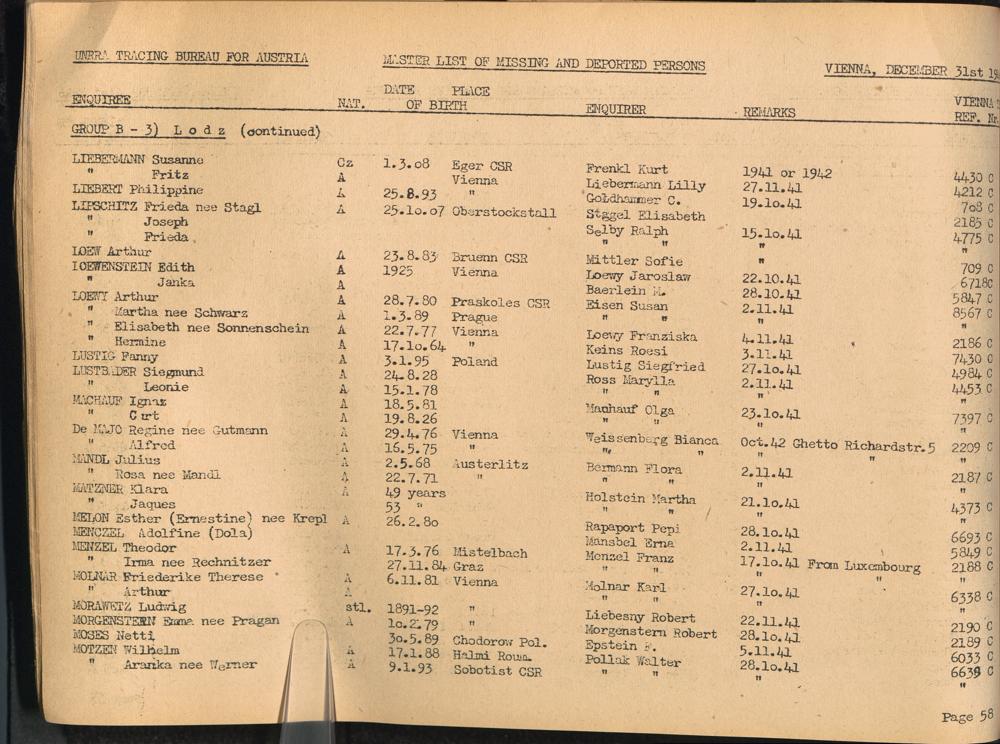 UNRRA TRACING BUREAU FOR AUSTRIA MASTER LIST OF MISSING AND DEPORTED PERSONS VIENNA, DECEMBER 31st
ENQUIREE NAT. DATE PLACE OF BIRTH ENQUIRER REMARKS VIENNA REF. Nr.
GROUP B - 3) Lodz (continued)
LIEBERMANN Susanne Cz 1.3.08 Eger CSR Frenkl Kurt 1941 or 1942 4430 C
" Fritz A Vienna Liebermann Lilly 27.11.41 4212 C
LIEBERT Philippine A 25.8.93 " Goldhammer C. 19.10.41 708 C
LIPSCHITZ Frieda nee Stagl A 25.10.07 Oberstockstall Stggel Elisabeth 2185 C
" Joseph Selby Ralph 15.10.41 4775 C
" Frieda " " " "
LOEW Arthur A 23.8.83 Bruenn CSR Mittler Sofie " 709 C
LOEWENSTEIN Edith A 1925 Vienna Loewy Jaroslaw 22.10.41 6718C
" Janka A Baerlein M. 28.10.41 5847 C
LOEWY Arthur A 28.7.80 Praskoles CSR Eisen Susan 2.11.41 8567 C
" Martha nee Schwarz A 1.3.89 Prague " " " "
" Elisabeth nee Sonnenschein A 22.7.77 Vienna Loewy Franziska 4.11.41 2186 C
" Hermine A 17.10.64 " Keins Roesi 3.11.41 7430 C
LUSTIG Fanny A 3.1.95 Poland Lustig Siegfried 27.10.41 4984 C
LUSTBADER Siegmund A 24.8.28 Ross Marylla 2.11.41 4453 C
" Leonie A 15.1.78 " " " "
MACHAUF Ignaz A 18.5.81 Machauf Olga 23.10.41 7397 C
" Curt A 19.8.26 " " " "
De MAJO Regine nee Gutmann A 29.4.76 Vienna Weissenberg Bianca Oct.42 Ghetto Richardstr.5 2209 C
" Alfred A 16.5.75 " " " " " "
MANDL Julius A 2.5.68 Austerlitz Bermann Flora 2.11.41 2187 C
" Rosa nee Mandl A 22.7.71 " " " " "
MATZNER Klara A 49 years Holstein Martha 21.10.41 4373 C
" Jaques 53 " " " " "
MELON Esther (Ernestine) nee Krepl A 26.2.80 Rapaport Pepi 28.10.41 6693 C
MENCZEL Adolfine (Dola) Mansbel Erna 2.11.41 5849 C
MENZEL Theodor A 17.3.76 Mistelbach Menzel Franz 17.10.41 From Luxembourg 2188 C
" Irma nee Rechnitzer 27.11.84 Graz " " " " "
MOLNAR Friederike Therese A 6.11.81 Vienna Molnar Karl 27.10.41 6338 C
" Arthur A " " " "
MORAWETZ Ludwig stl. 1891-92 " Liebesny Robert 22.11.41 2190 C
MORGENSTERN Emma nee Pragan A 10.2.79 " Morgenstern Robert 28.10.41 2189 C
MOSES Netti 30.5.89 Chodorow Pol. Epstein F. 5.11.41 6033 C
MOTZEN Wilhelm A 17.1.88 Halmi Roum. Pollak Walter 28.10.41 6639 C
" Aranka nee Werner A 9.1.93 Sobotist CSR " " " "
Page 58